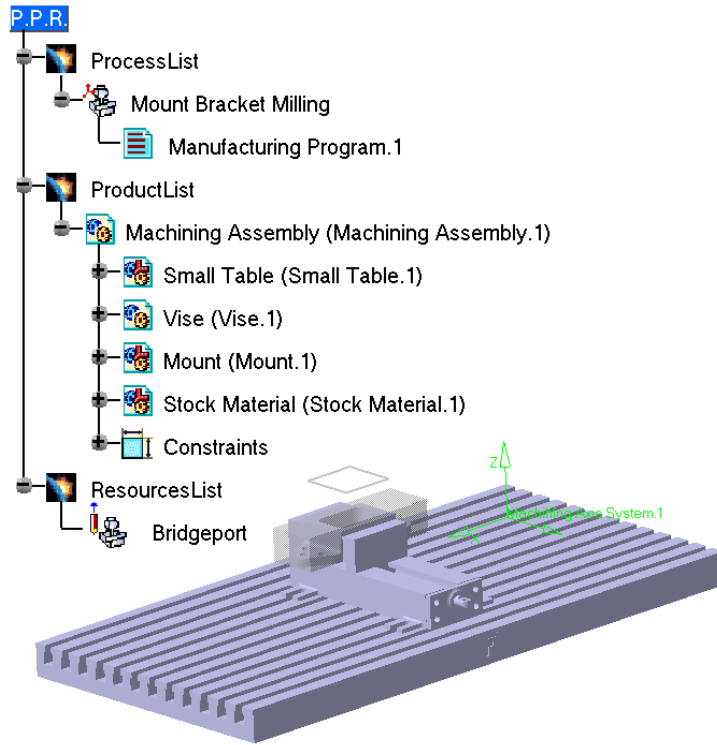 P.P.R.
ProcessList
Mount Bracket Milling
Manufacturing Program.1
ProductList
Machining Assembly (Machining Assembly.1)
Small Table (Small Table.1)
Vise (Vise.1)
Mount (Mount.1)
Stock Material (Stock Material.1)
Constraints
Z
ResourcesList
Machining Axis System.1
X
Bridgeport